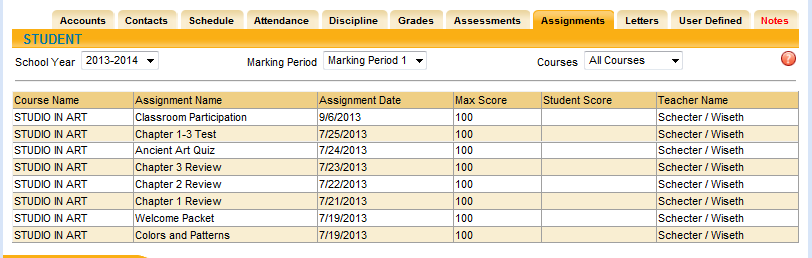 Accounts Contacts Schedule Attendance Discipline Grades Assessments Assignments Letters User Defined Notes
STUDENT
School Year 2013-2014 Marking Period Marking Period 1 Courses All Courses ?
Course Name Assignment Name Assignment Date Max Score Student Score Teacher Name
STUDIO IN ART Classroom Participation 9/6/2013 100 Schecter / Wiseth
STUDIO IN ART Chapter 1-3 Test 7/25/2013 100 Schecter / Wiseth
STUDIO IN ART Ancient Art Quiz 7/24/2013 100 Schecter / Wiseth
STUDIO IN ART Chapter 3 Review 7/23/2013 100 Schecter / Wiseth
STUDIO IN ART Chapter 2 Review 7/22/2013 100 Schecter / Wiseth
STUDIO IN ART Chapter 1 Review 7/21/2013 100 Schecter / Wiseth
STUDIO IN ART Welcome Packet 7/19/2013 100 Schecter / Wiseth
STUDIO IN ART Colors and Patterns 7/19/2013 100 Schecter / Wiseth